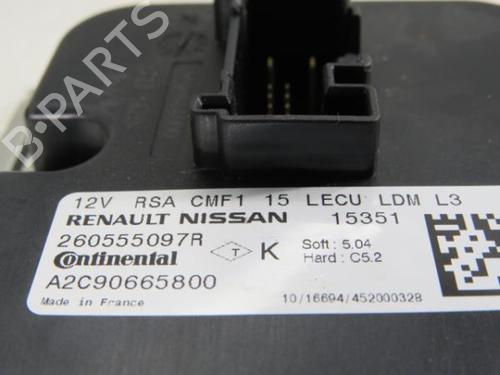 B-PARTS
12V RSA CMF1 15 LECU LDM L3
RENAULT NISSAN 15351
260555097R
Continental T K Soft : 5.04
Hard : C5.2
A2C90665800
Made in France 10/16694/45200032B